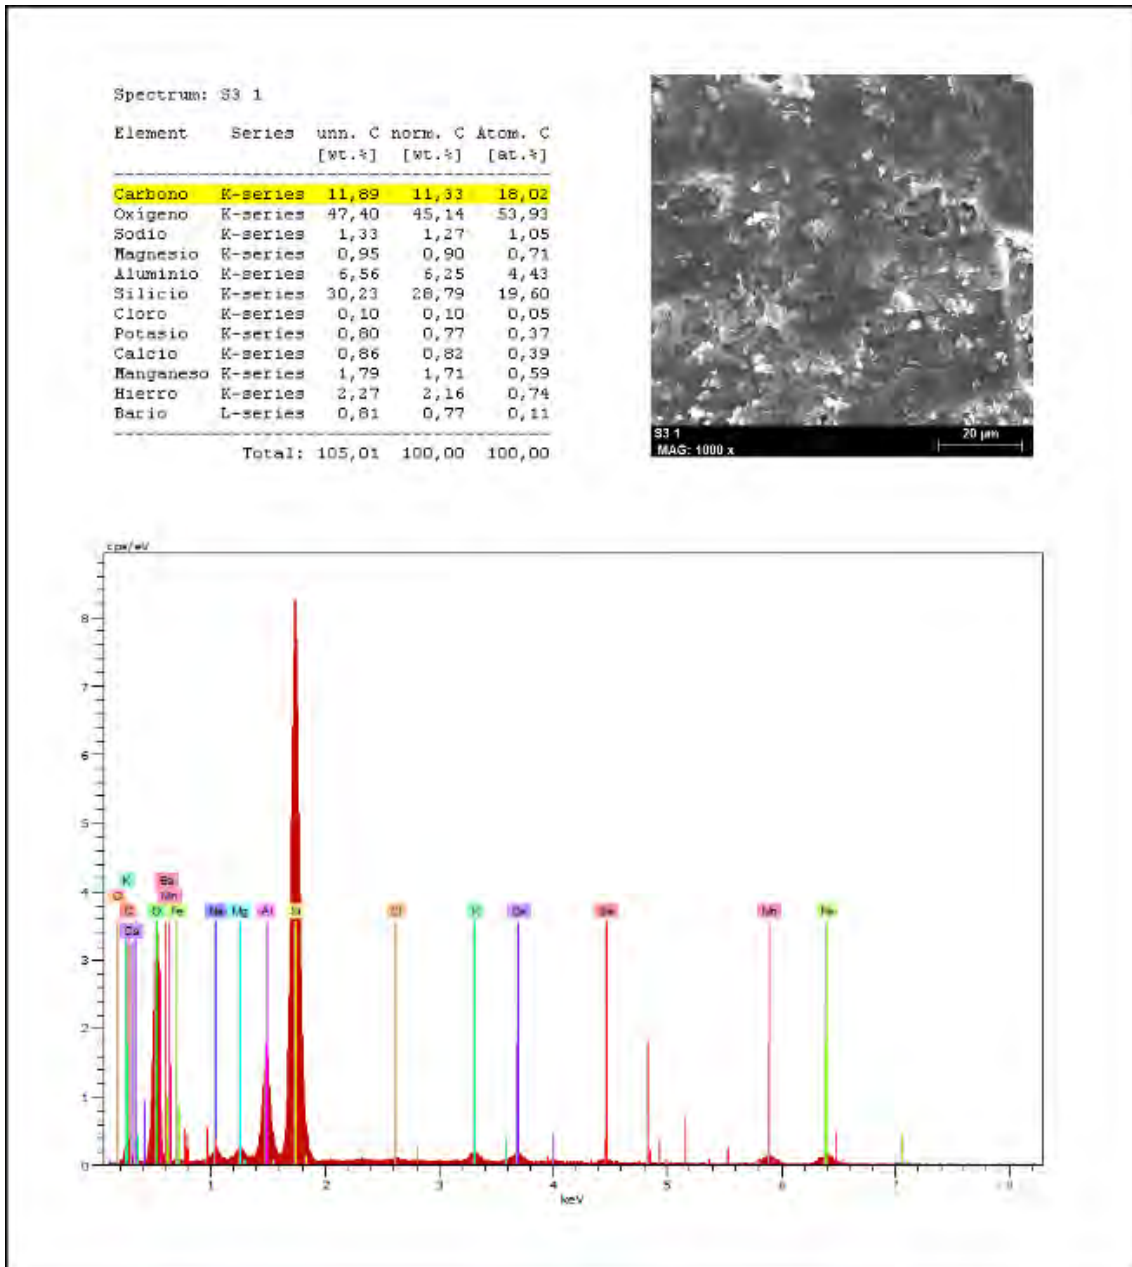 Spectrum: S3 1
Element Series unn. C norm. C Atom. C
[wt.%] [wt.%] [at.%]
Carbono K-series 11,89 11,33 18,02
Oxígeno K-series 47,40 45,14 53,93
Sodio K-series 1,33 1,27 1,05
Magnesio K-series 0,95 0,90 0,71
Aluminio K-series 6,56 6,25 4,43
Silicio K-series 30,23 28,79 19,60
Cloro K-series 0,10 0,10 0,05
Potasio K-series 0,80 0,77 0,37
Calcio K-series 0,86 0,82 0,39
Manganeso K-series 1,79 1,71 0,59
Hierro K-series 2,27 2,16 0,74
Bario L-series 0,81 0,77 0,11
Total: 105,01 100,00 100,00
S3 1
MAG: 1000 x
20 µm
cps/eV
8
7
6
5
4
3
2
1
0
K Ba
Mn
C O Fe Na Mg Al Si Cl K Ca Ba Mn Fe
Ca
1 2 3 4 5 6 7 8
keV